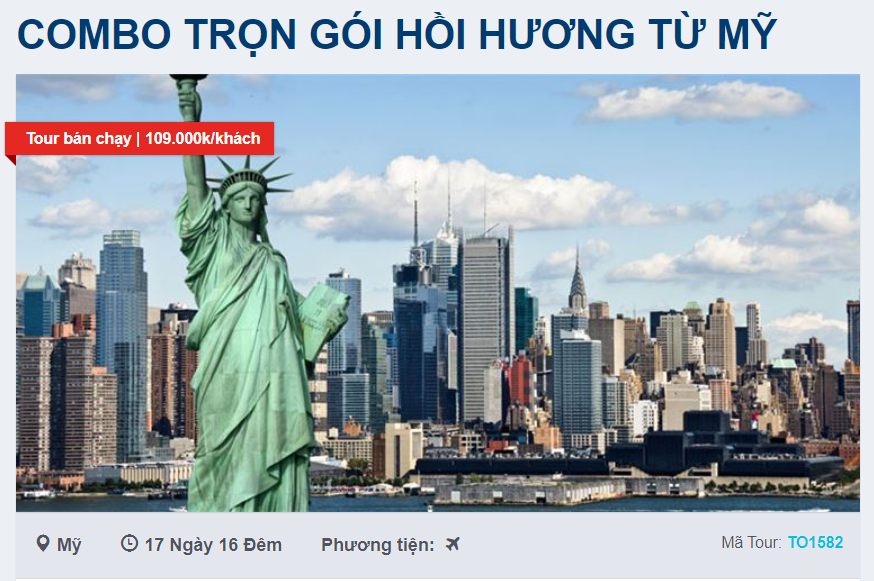 COMBO TRỌN GÓI HỒI HƯƠNG TỪ MỸ
Tour bán chạy | 109.000k/khách
Mỹ 17 Ngày 16 Đêm Phương tiện: Mã Tour: TO1582